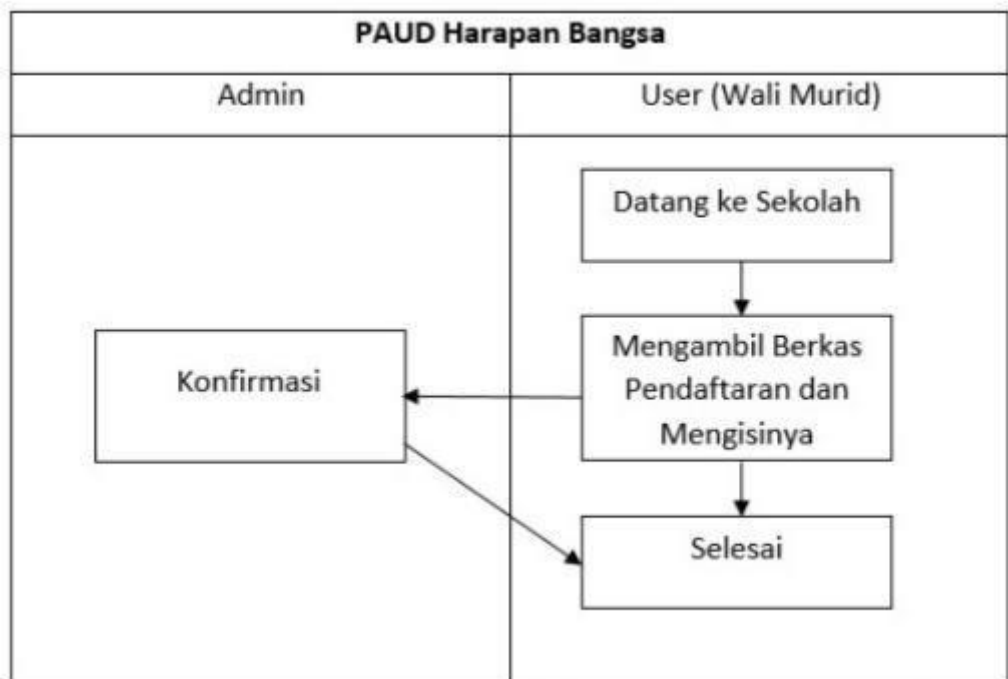 PAUD Harapan Bangsa
Admin
User (Wali Murid)
Datang ke Sekolah
Mengambil Berkas
Pendaftaran dan
Mengisinya
Konfirmasi
Selesai